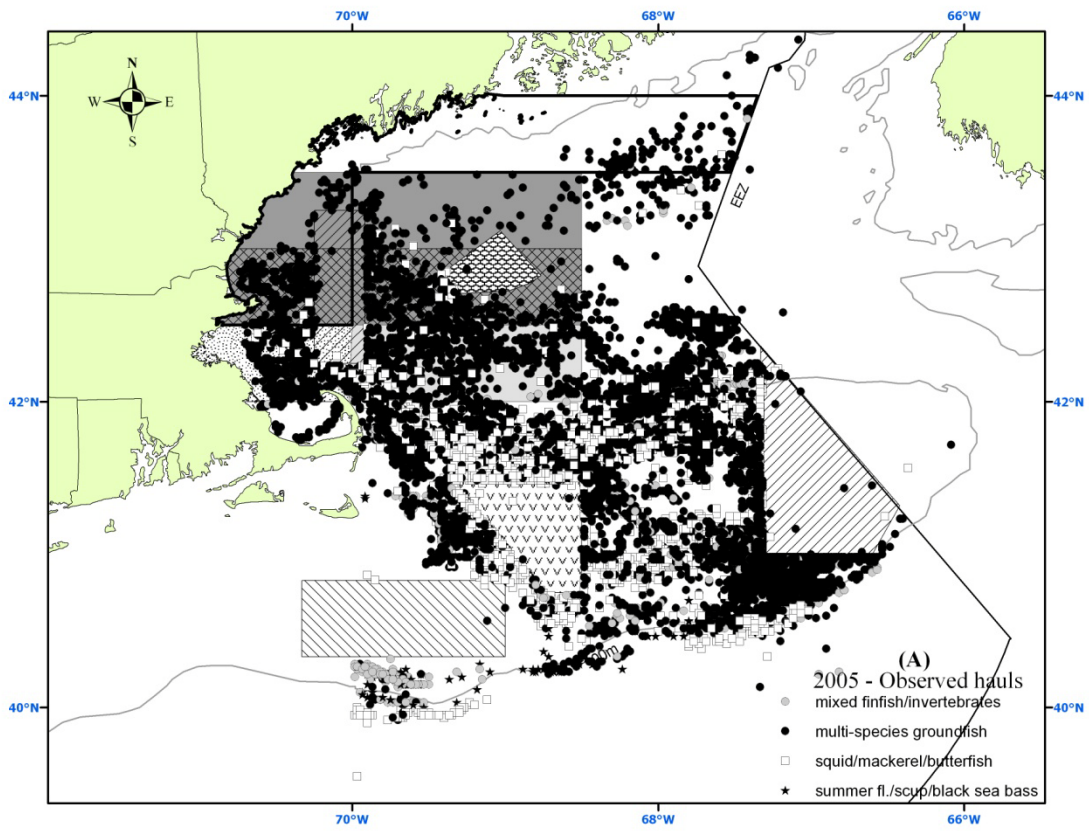 70°W 68°W 66°W
N
W E
S
44°N 44°N
EEZ
42°N 42°N
(A)
2005 - Observed hauls
mixed finfish/invertebrates
40°N 40°N
multi-species groundfish
squid/mackerel/butterfish
summer fl./scup/black sea bass
70°W 68°W 66°W